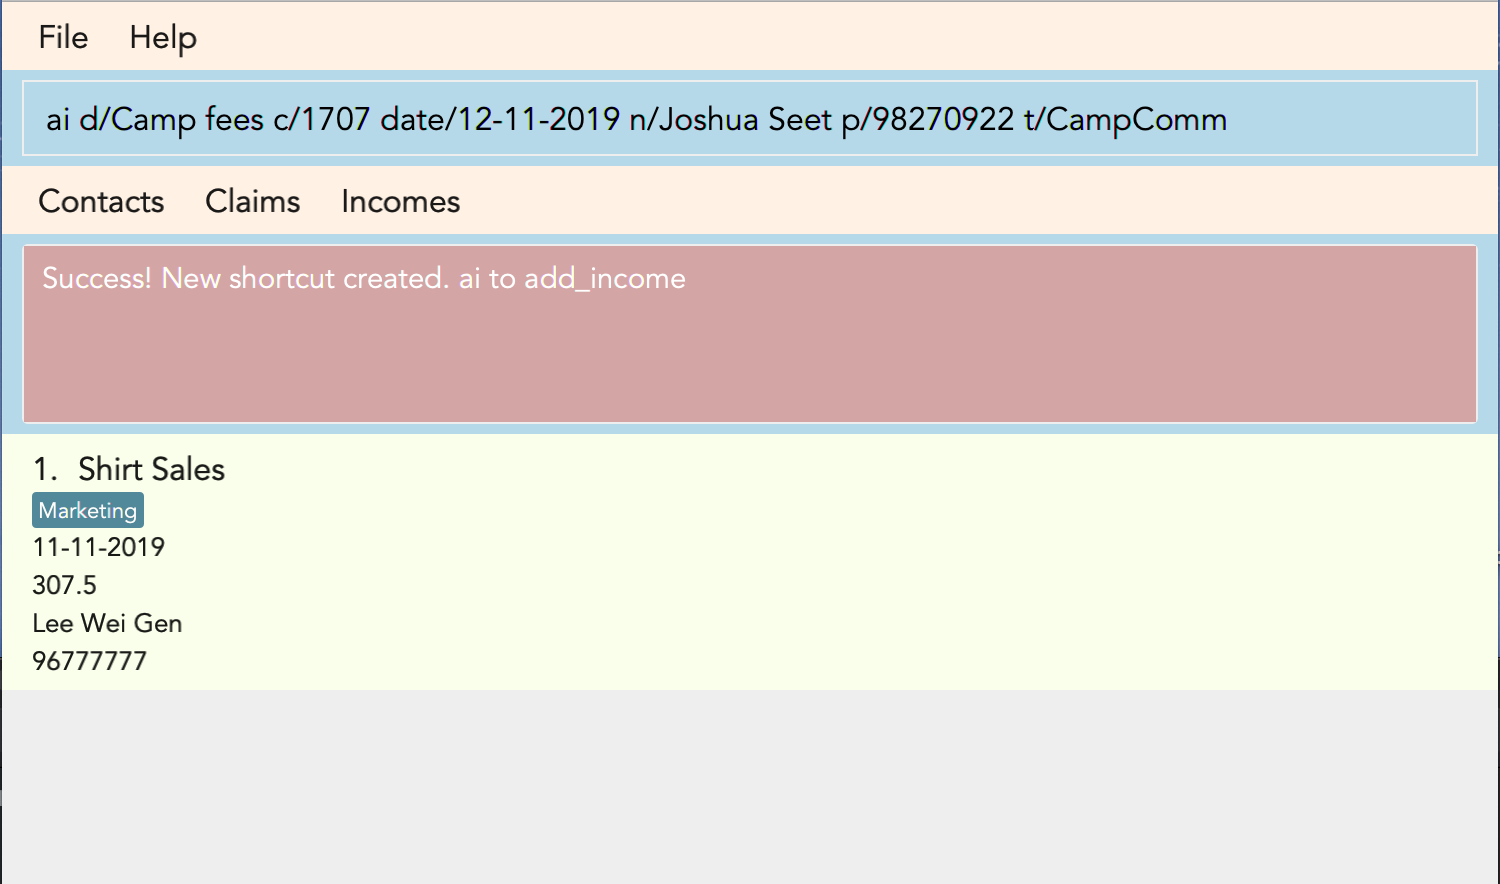 File Help
ai d/Camp fees c/1707 date/12-11-2019 n/Joshua Seet p/98270922 t/CampComm
Contacts Claims Incomes
Success! New shortcut created. ai to add_income
1. Shirt Sales
Marketing
11-11-2019
307.5
Lee Wei Gen
96777777